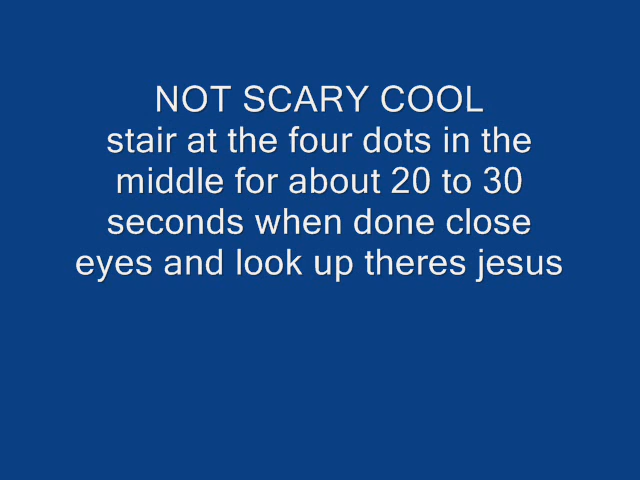 NOT SCARY COOL
stair at the four dots in the
middle for about 20 to 30
seconds when done close
eyes and look up theres jesus